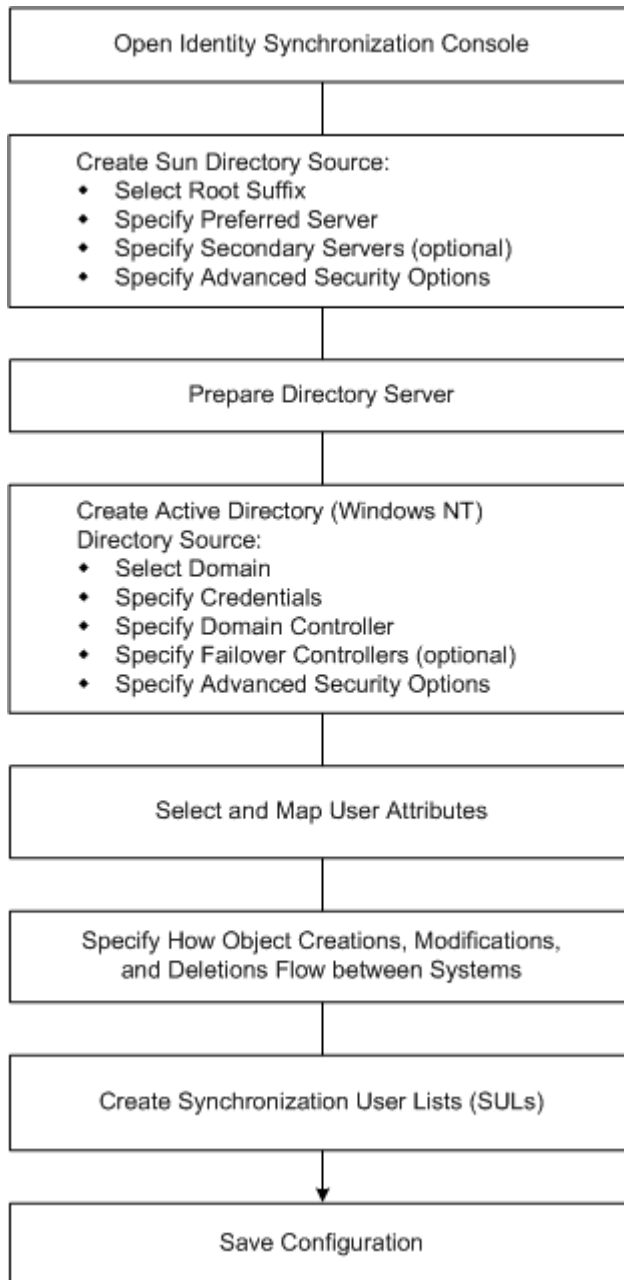 Open Identity Synchronization Console
Create Sun Directory Source:
◆ Select Root Suffix
◆ Specify Preferred Server
◆ Specify Secondary Servers (optional)
◆ Specify Advanced Security Options
Prepare Directory Server
Create Active Directory (Windows NT)
Directory Source:
◆ Select Domain
◆ Specify Credentials
◆ Specify Domain Controller
◆ Specify Failover Controllers (optional)
◆ Specify Advanced Security Options
Select and Map User Attributes
Specify How Object Creations, Modifications,
and Deletions Flow between Systems
Create Synchronization User Lists (SULs)
Save Configuration